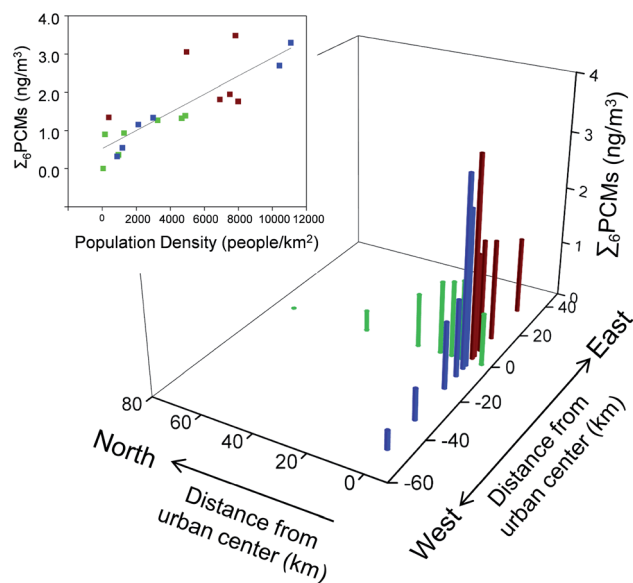 4.0
3.0
2.0
1.0
0.0
Σ₆PCMs (ng/m³)
0
2000
4000
6000
8000
10000
12000
Population Density (people/km²)
4
3
2
1
0
Σ₆PCMs (ng/m³)
40
20
0
-20
-40
-60
East
West
Distance from
urban center (km)
80
60
40
20
0
North
Distance from
urban center (km)